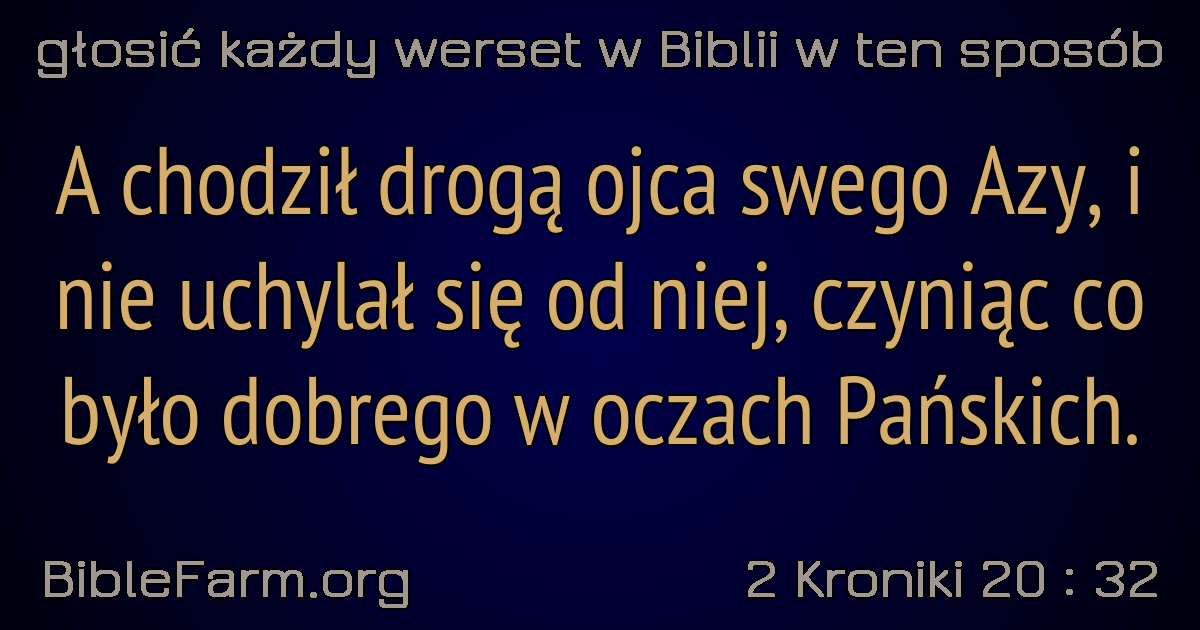 głosić każdy werset w Biblii w ten sposób
A chodził drogą ojca swego Azy, i
nie uchylał się od niej, czyniąc co
było dobrego w oczach Pańskich.
BibleFarm.org
2 Kroniki 20 : 32